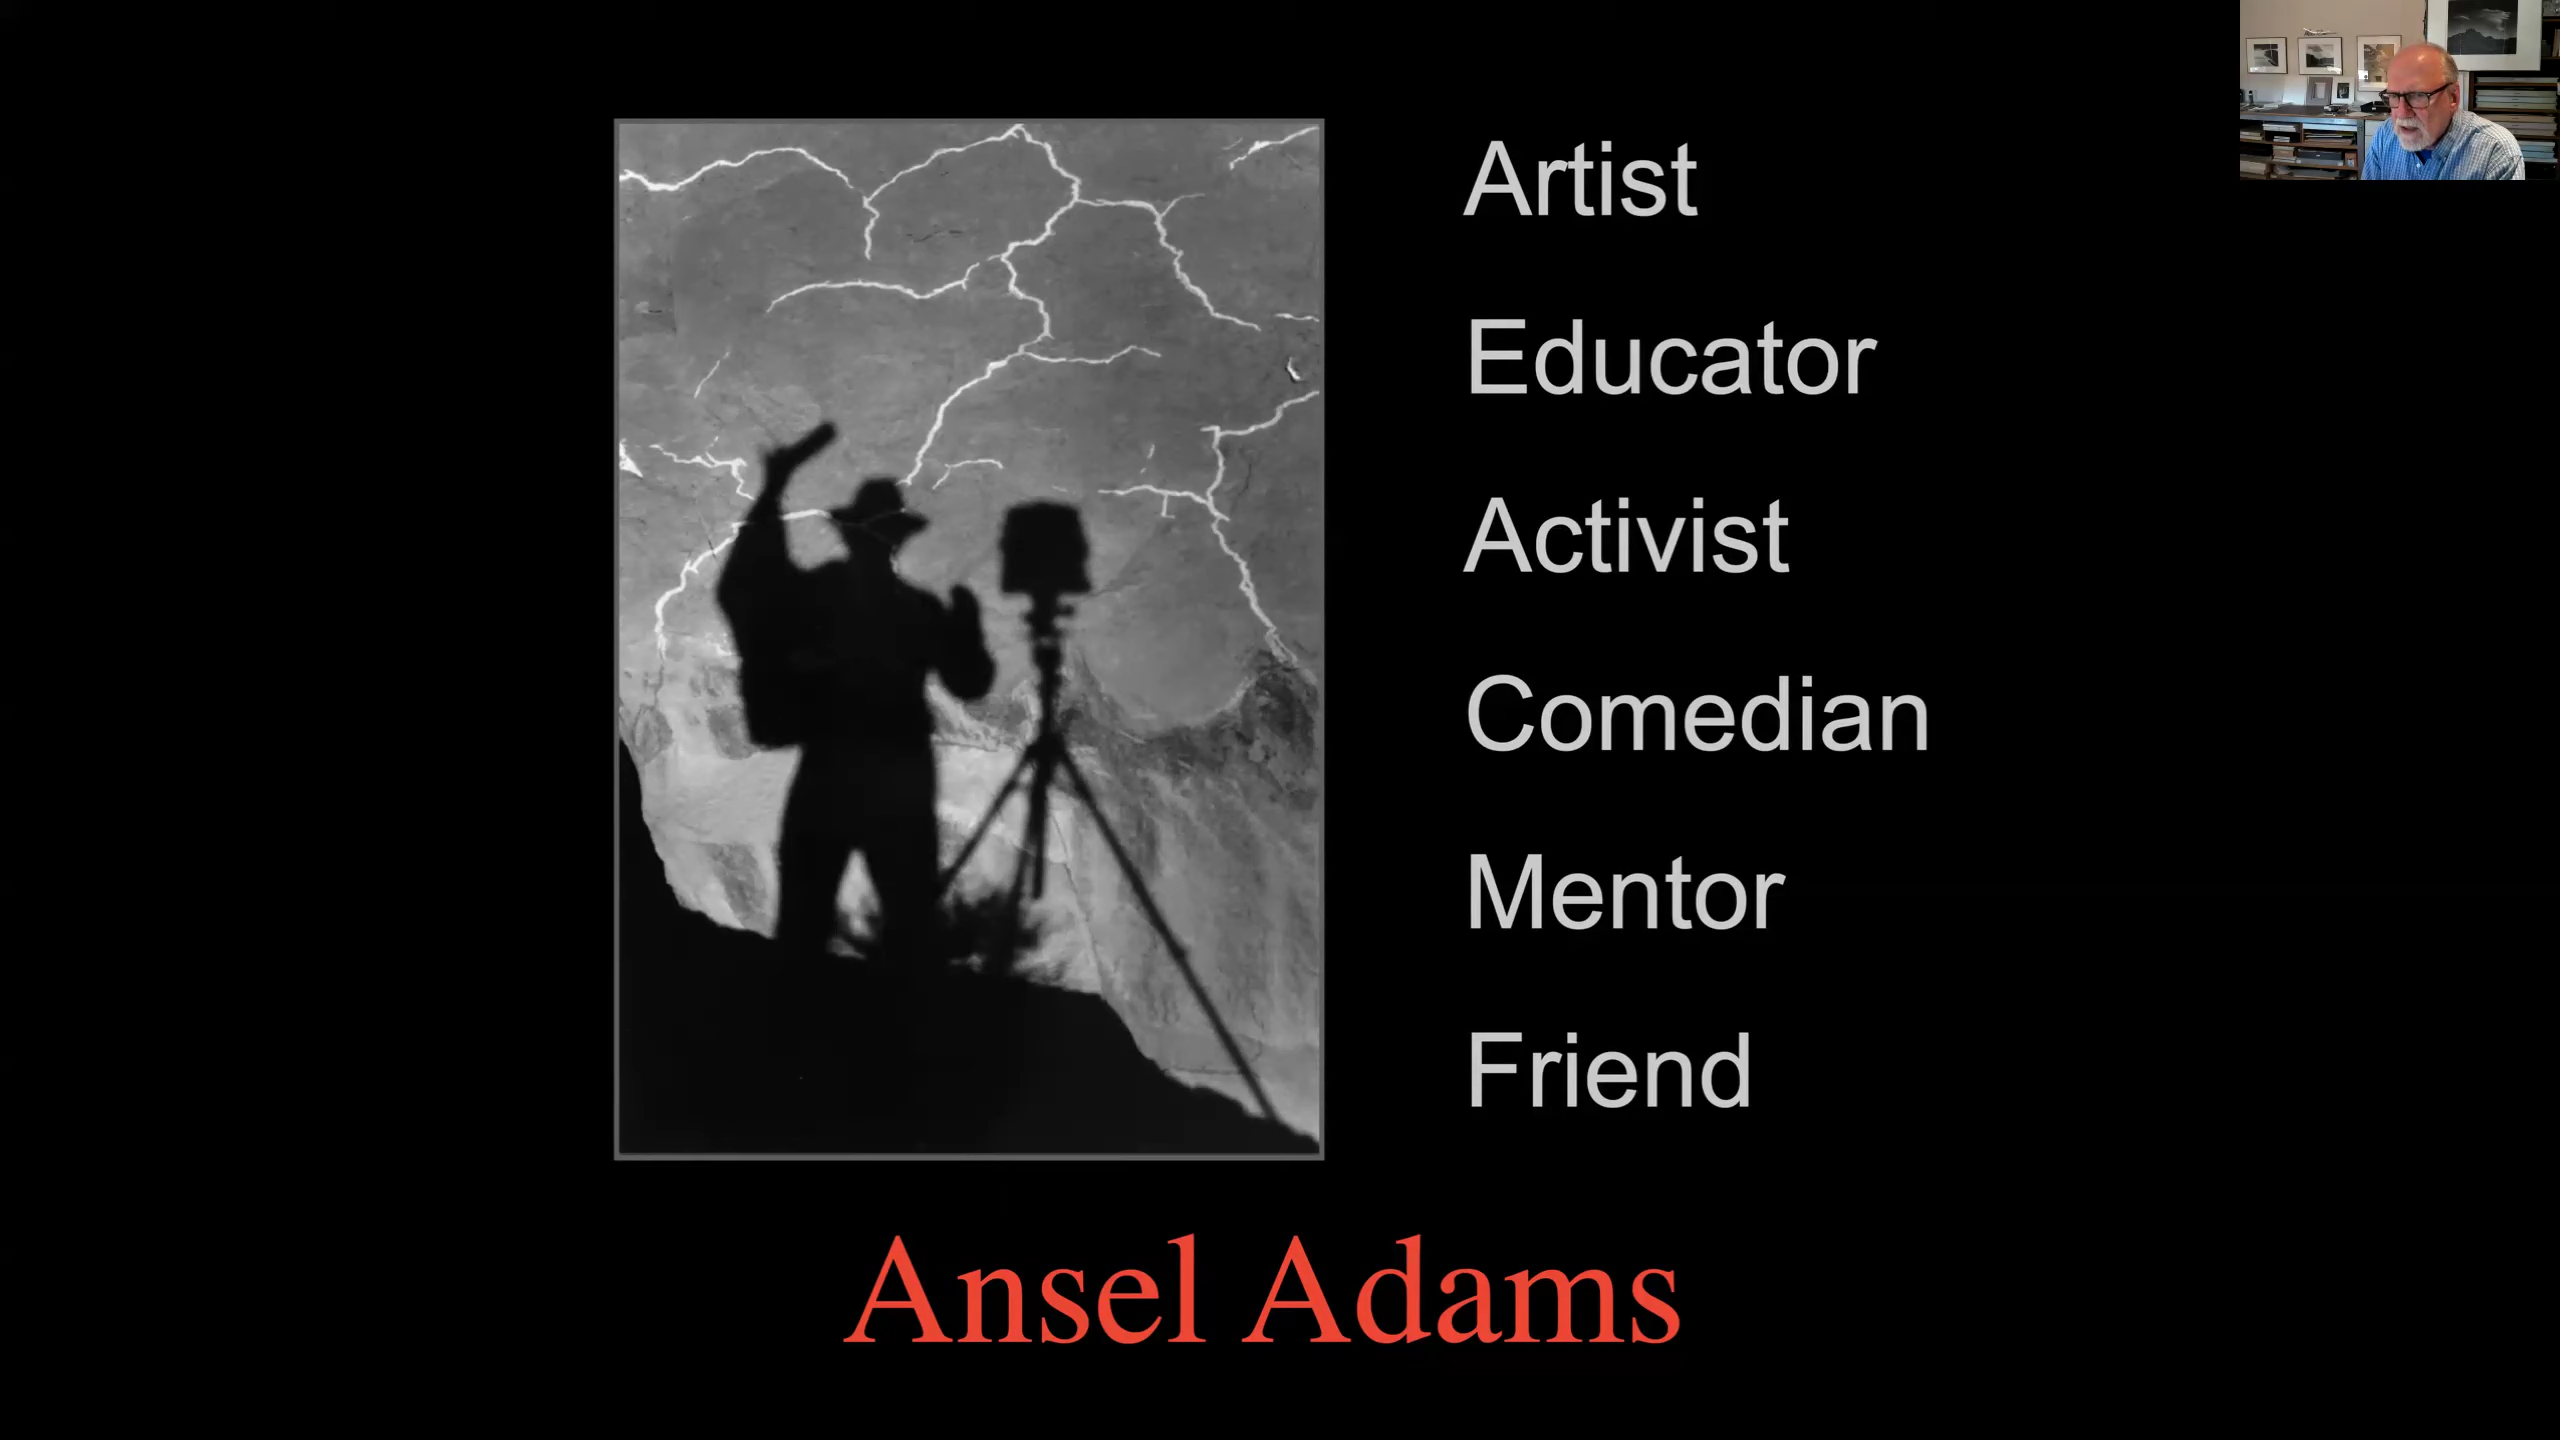 Artist
Educator
Activist
Comedian
Mentor
Friend
Ansel Adams